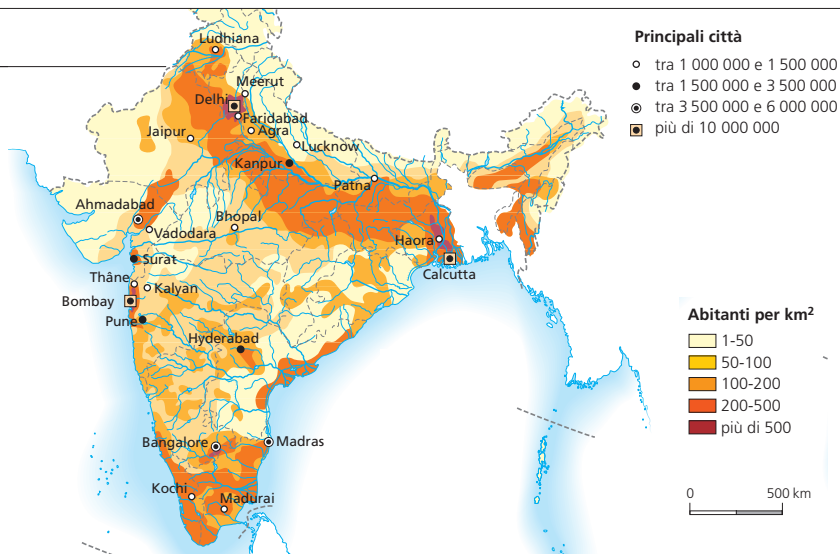 Ludhiana
Meerut
Delhi
Faridabad
Agra
Jaipur
Lucknow
Kanpur
Patna
Ahmadabad
Bhopal
Vadodara
Haora
Surat
Calcutta
Thâne
Kalyan
Bombay
Pune
Hyderabad
Bangalore
Madras
Kochi
Madurai
Principali città
tra 1 000 000 e 1 500 000
tra 1 500 000 e 3 500 000
tra 3 500 000 e 6 000 000
più di 10 000 000
Abitanti per km²
1-50
50-100
100-200
200-500
più di 500
0 500 km